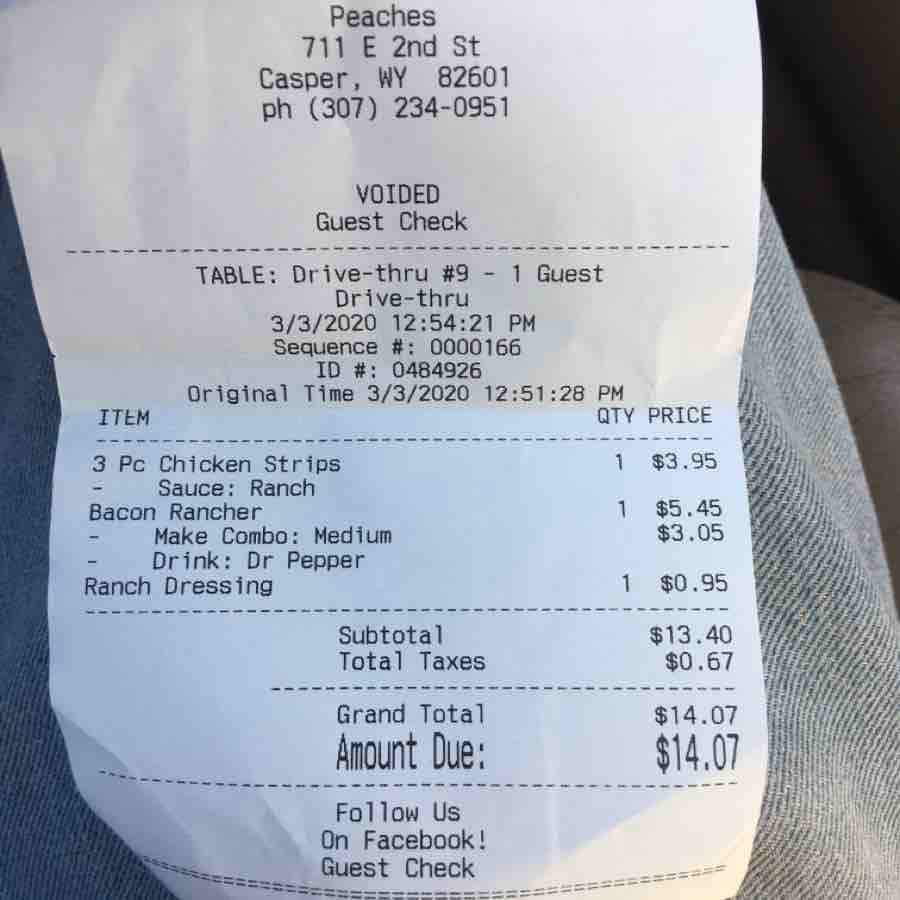 Peaches
711 E 2nd St
Casper, WY 82601
ph (307) 234-0951
VOIDED
Guest Check
TABLE: Drive-thru #9 - 1 Guest
Drive-thru
3/3/2020 12:54:21 PM
Sequence #: 0000166
ID #: 0484926
Original Time 3/3/2020 12:51:28 PM
ITEM QTY PRICE
3 Pc Chicken Strips 1 $3.95
- Sauce: Ranch
Bacon Rancher 1 $5.45
- Make Combo: Medium $3.05
- Drink: Dr Pepper
Ranch Dressing 1 $0.95
Subtotal $13.40
Total Taxes $0.67
Grand Total $14.07
Amount Due: $14.07
Follow Us
On Facebook!
Guest Check